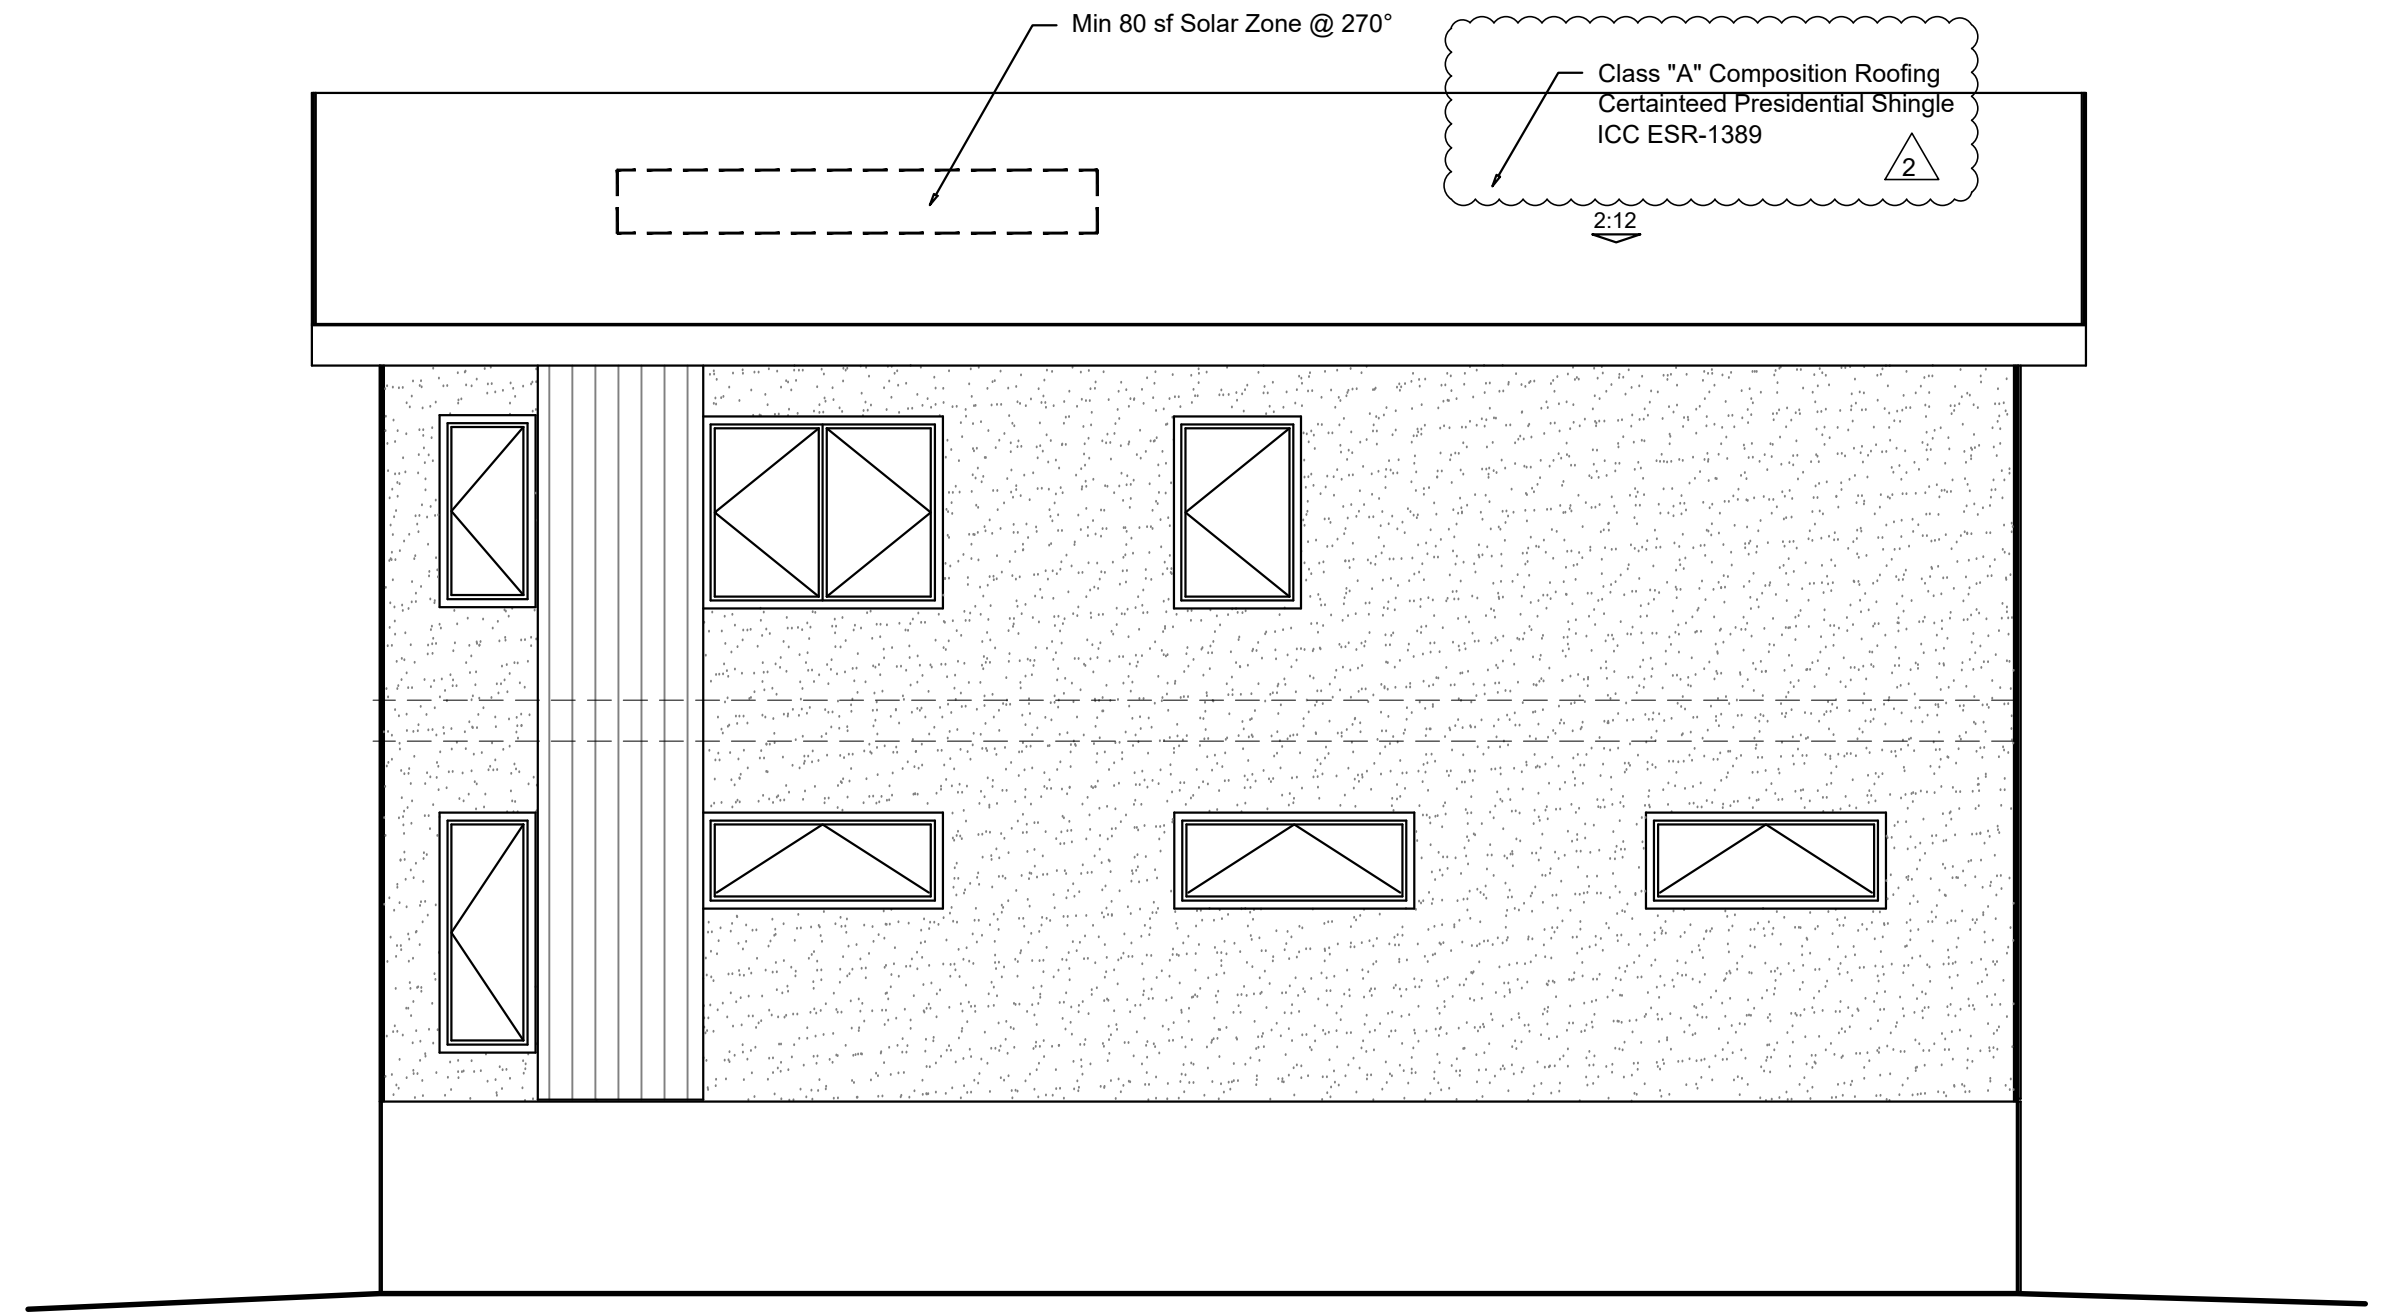 Min 80 sf Solar Zone @ 270°
Class "A" Composition Roofing
Certainteed Presidential Shingle
ICC ESR-1389
2
2:12